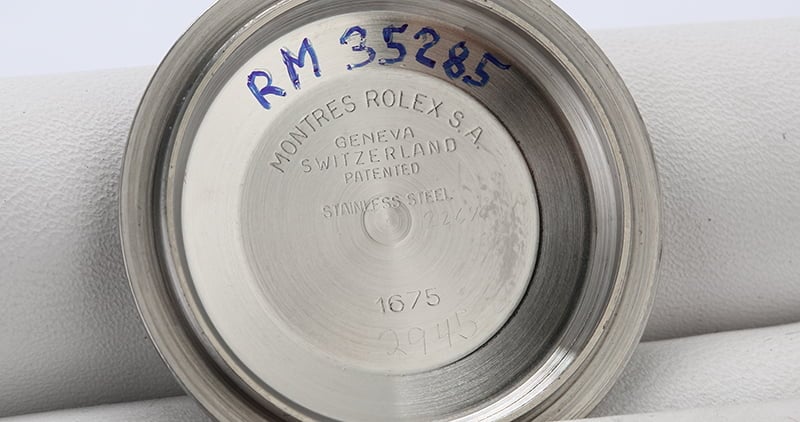 RM 35285
MONTRES ROLEX S.A.
GENEVA
SWITZERLAND
PATENTED
STAINLESS STEEL
1675
2945